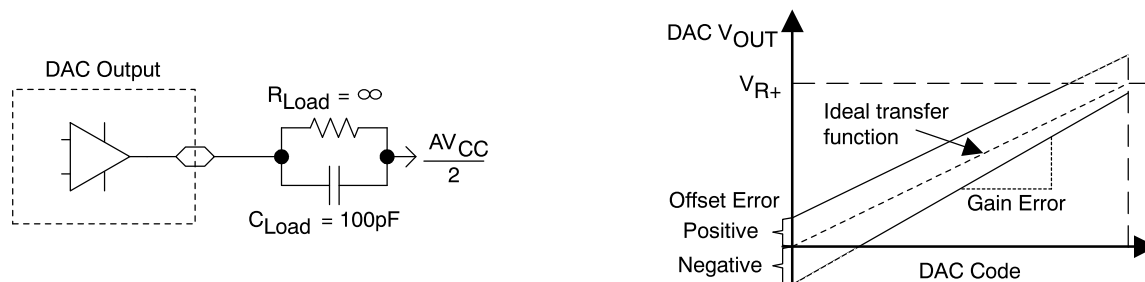 DAC Output
R_Load = ∞
C_Load = 100pF
AV_CC
2
DAC V_OUT
V_R+
Ideal transfer
function
Offset Error
Positive
Negative
Gain Error
DAC Code